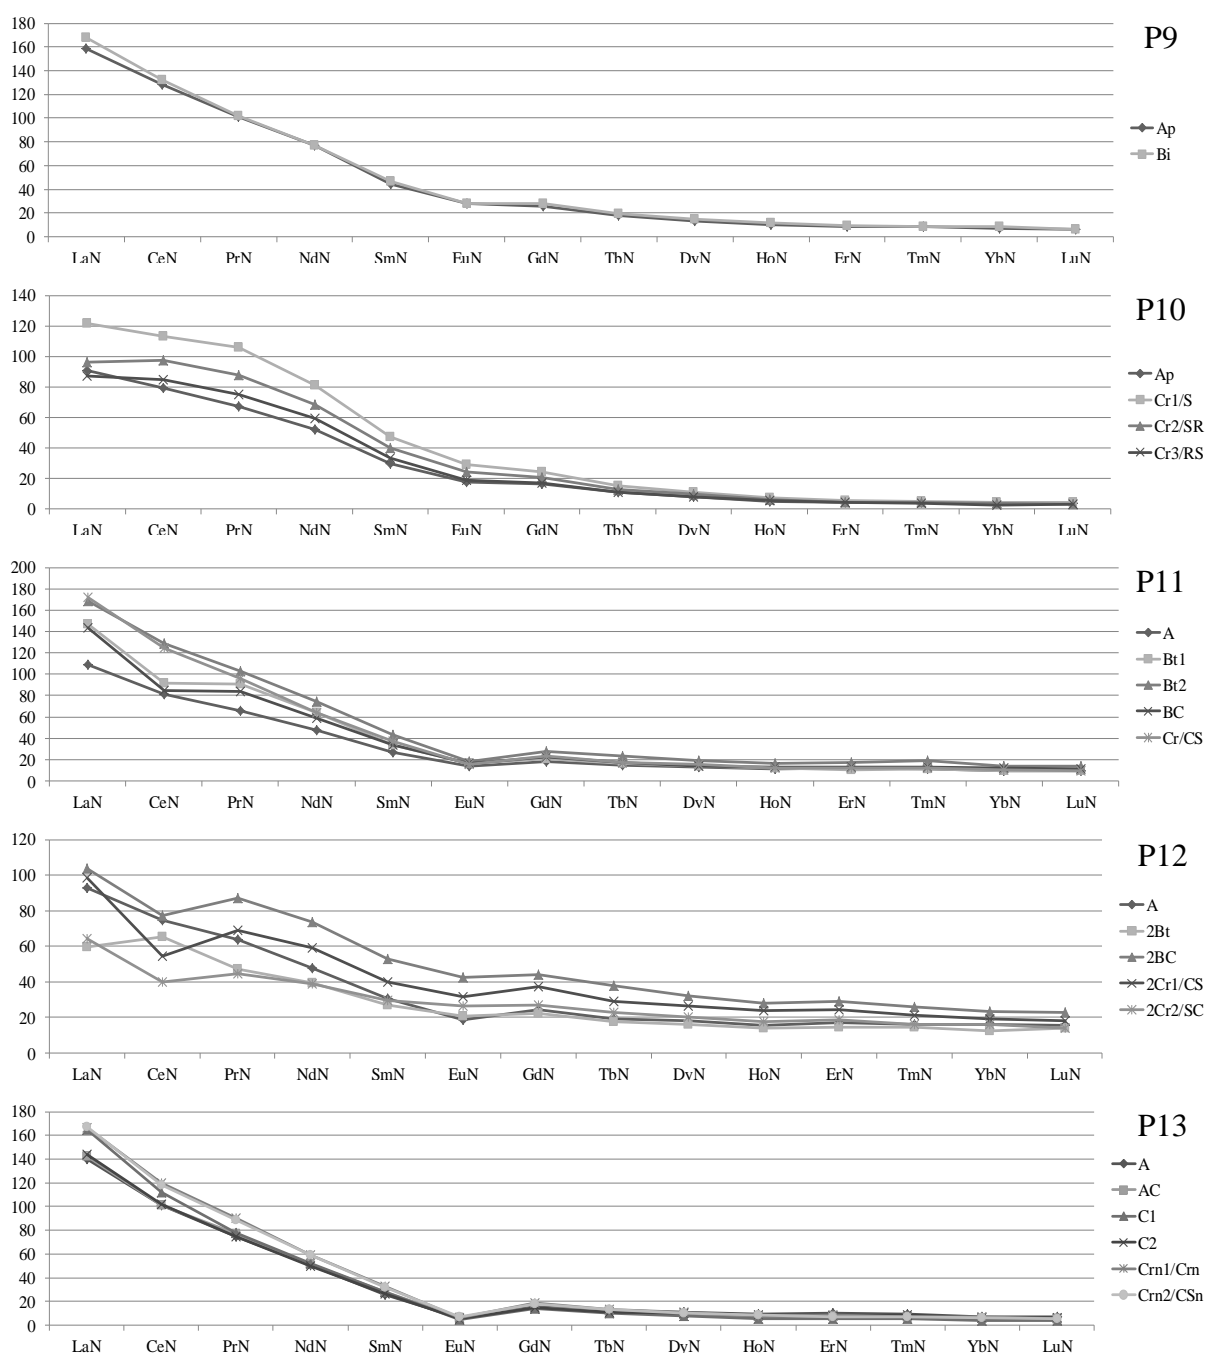 P9
180
160
140
120
100
80
60
40
20
0
LaN CeN PrN NdN SmN EuN GdN TbN DyN HoN ErN TmN YbN LuN
Ap
Bi
P10
140
120
100
80
60
40
20
0
LaN CeN PrN NdN SmN EuN GdN TbN DyN HoN ErN TmN YbN LuN
Ap
Cr1/S
Cr2/SR
Cr3/RS
P11
200
180
160
140
120
100
80
60
40
20
0
LaN CeN PrN NdN SmN EuN GdN TbN DyN HoN ErN TmN YbN LuN
A
Bt1
Bt2
BC
Cr/CS
P12
120
100
80
60
40
20
0
LaN CeN PrN NdN SmN EuN GdN TbN DyN HoN ErN TmN YbN LuN
A
2Bt
2BC
2Cr1/CS
2Cr2/SC
P13
180
160
140
120
100
80
60
40
20
0
LaN CeN PrN NdN SmN EuN GdN TbN DyN HoN ErN TmN YbN LuN
A
AC
C1
C2
Crn1/Crn
Crn2/CSn